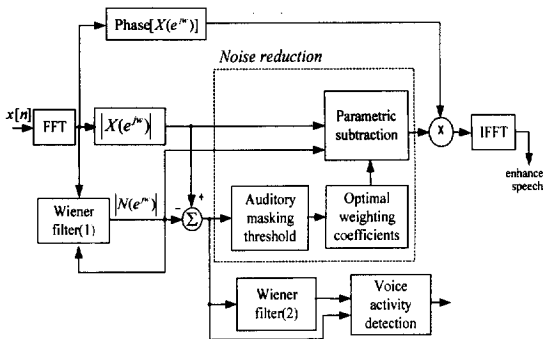 Phase[X(e^{jw})]
Noise reduction
x[n]
FFT
|X(e^{jw})|
Parametric
subtraction
x
IFFT
enhance
speech
Wiener
filter(1)
|N(e^{jw})|
-
+
Σ
Auditory
masking
threshold
Optimal
weighting
coefficients
Wiener
filter(2)
Voice
activity
detection